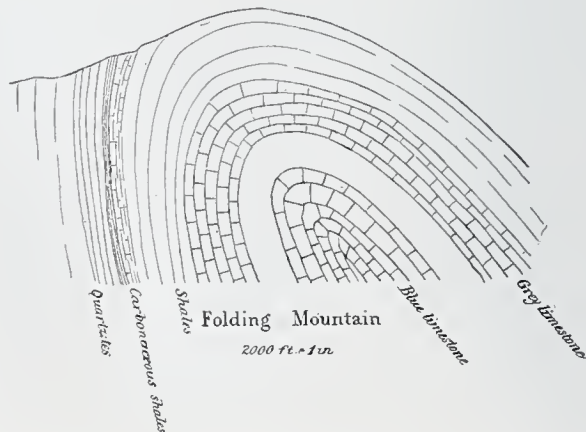 Quartzites
Carbonaceous shales
Shales
Folding Mountain
2000 ft. = 1 in
Blue limestone
Grey limestone